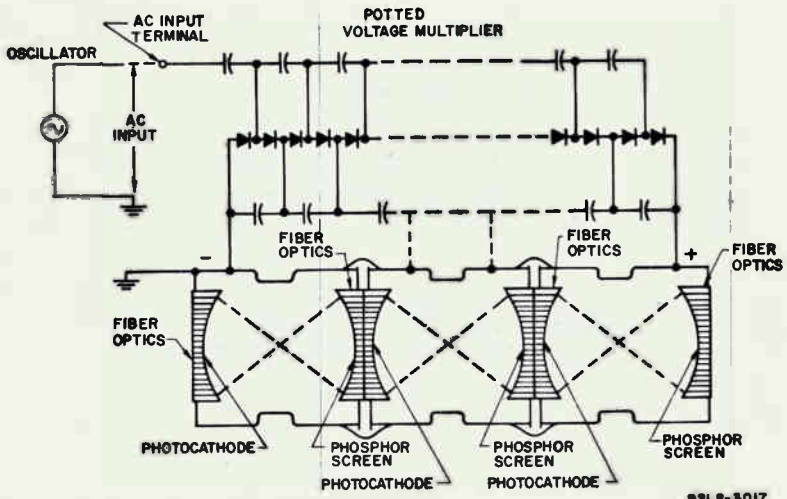 AC INPUT
TERMINAL
POTTED
VOLTAGE MULTIPLIER
OSCILLATOR
AC
INPUT
-
+
FIBER
OPTICS
FIBER
OPTICS
FIBER
OPTICS
FIBER
OPTICS
PHOTOCATHODE
PHOSPHOR
SCREEN
PHOTOCATHODE
PHOSPHOR
SCREEN
PHOTOCATHODE
PHOSPHOR
SCREEN